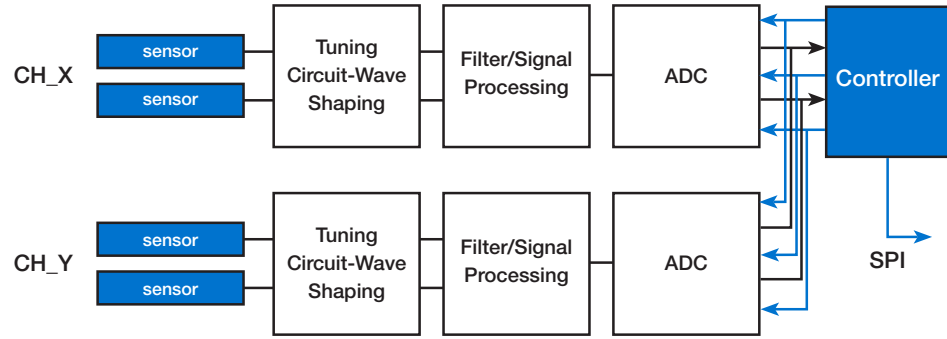 CH_X
sensor
sensor
Tuning
Circuit-Wave
Shaping
Filter/Signal
Processing
ADC
Controller
CH_Y
sensor
sensor
Tuning
Circuit-Wave
Shaping
Filter/Signal
Processing
ADC
SPI